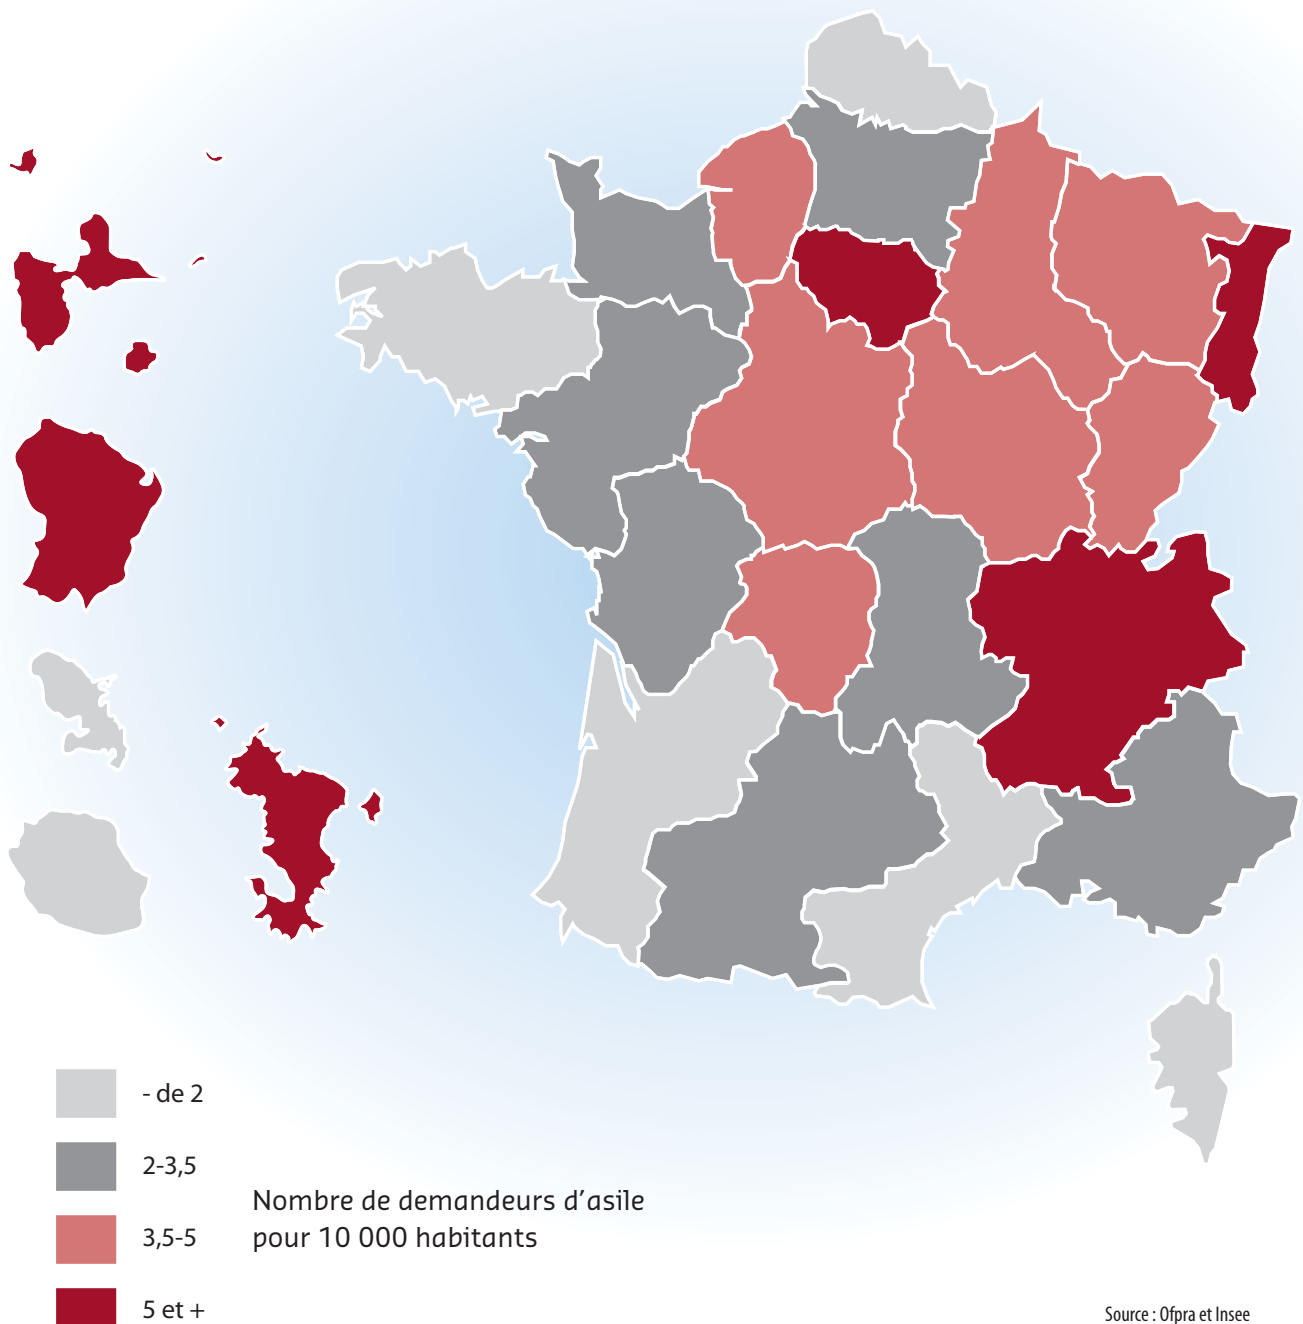 - de 2
2-3,5
3,5-5
5 et +
Nombre de demandeurs d’asile
pour 10 000 habitants
Source : Ofpra et Insee